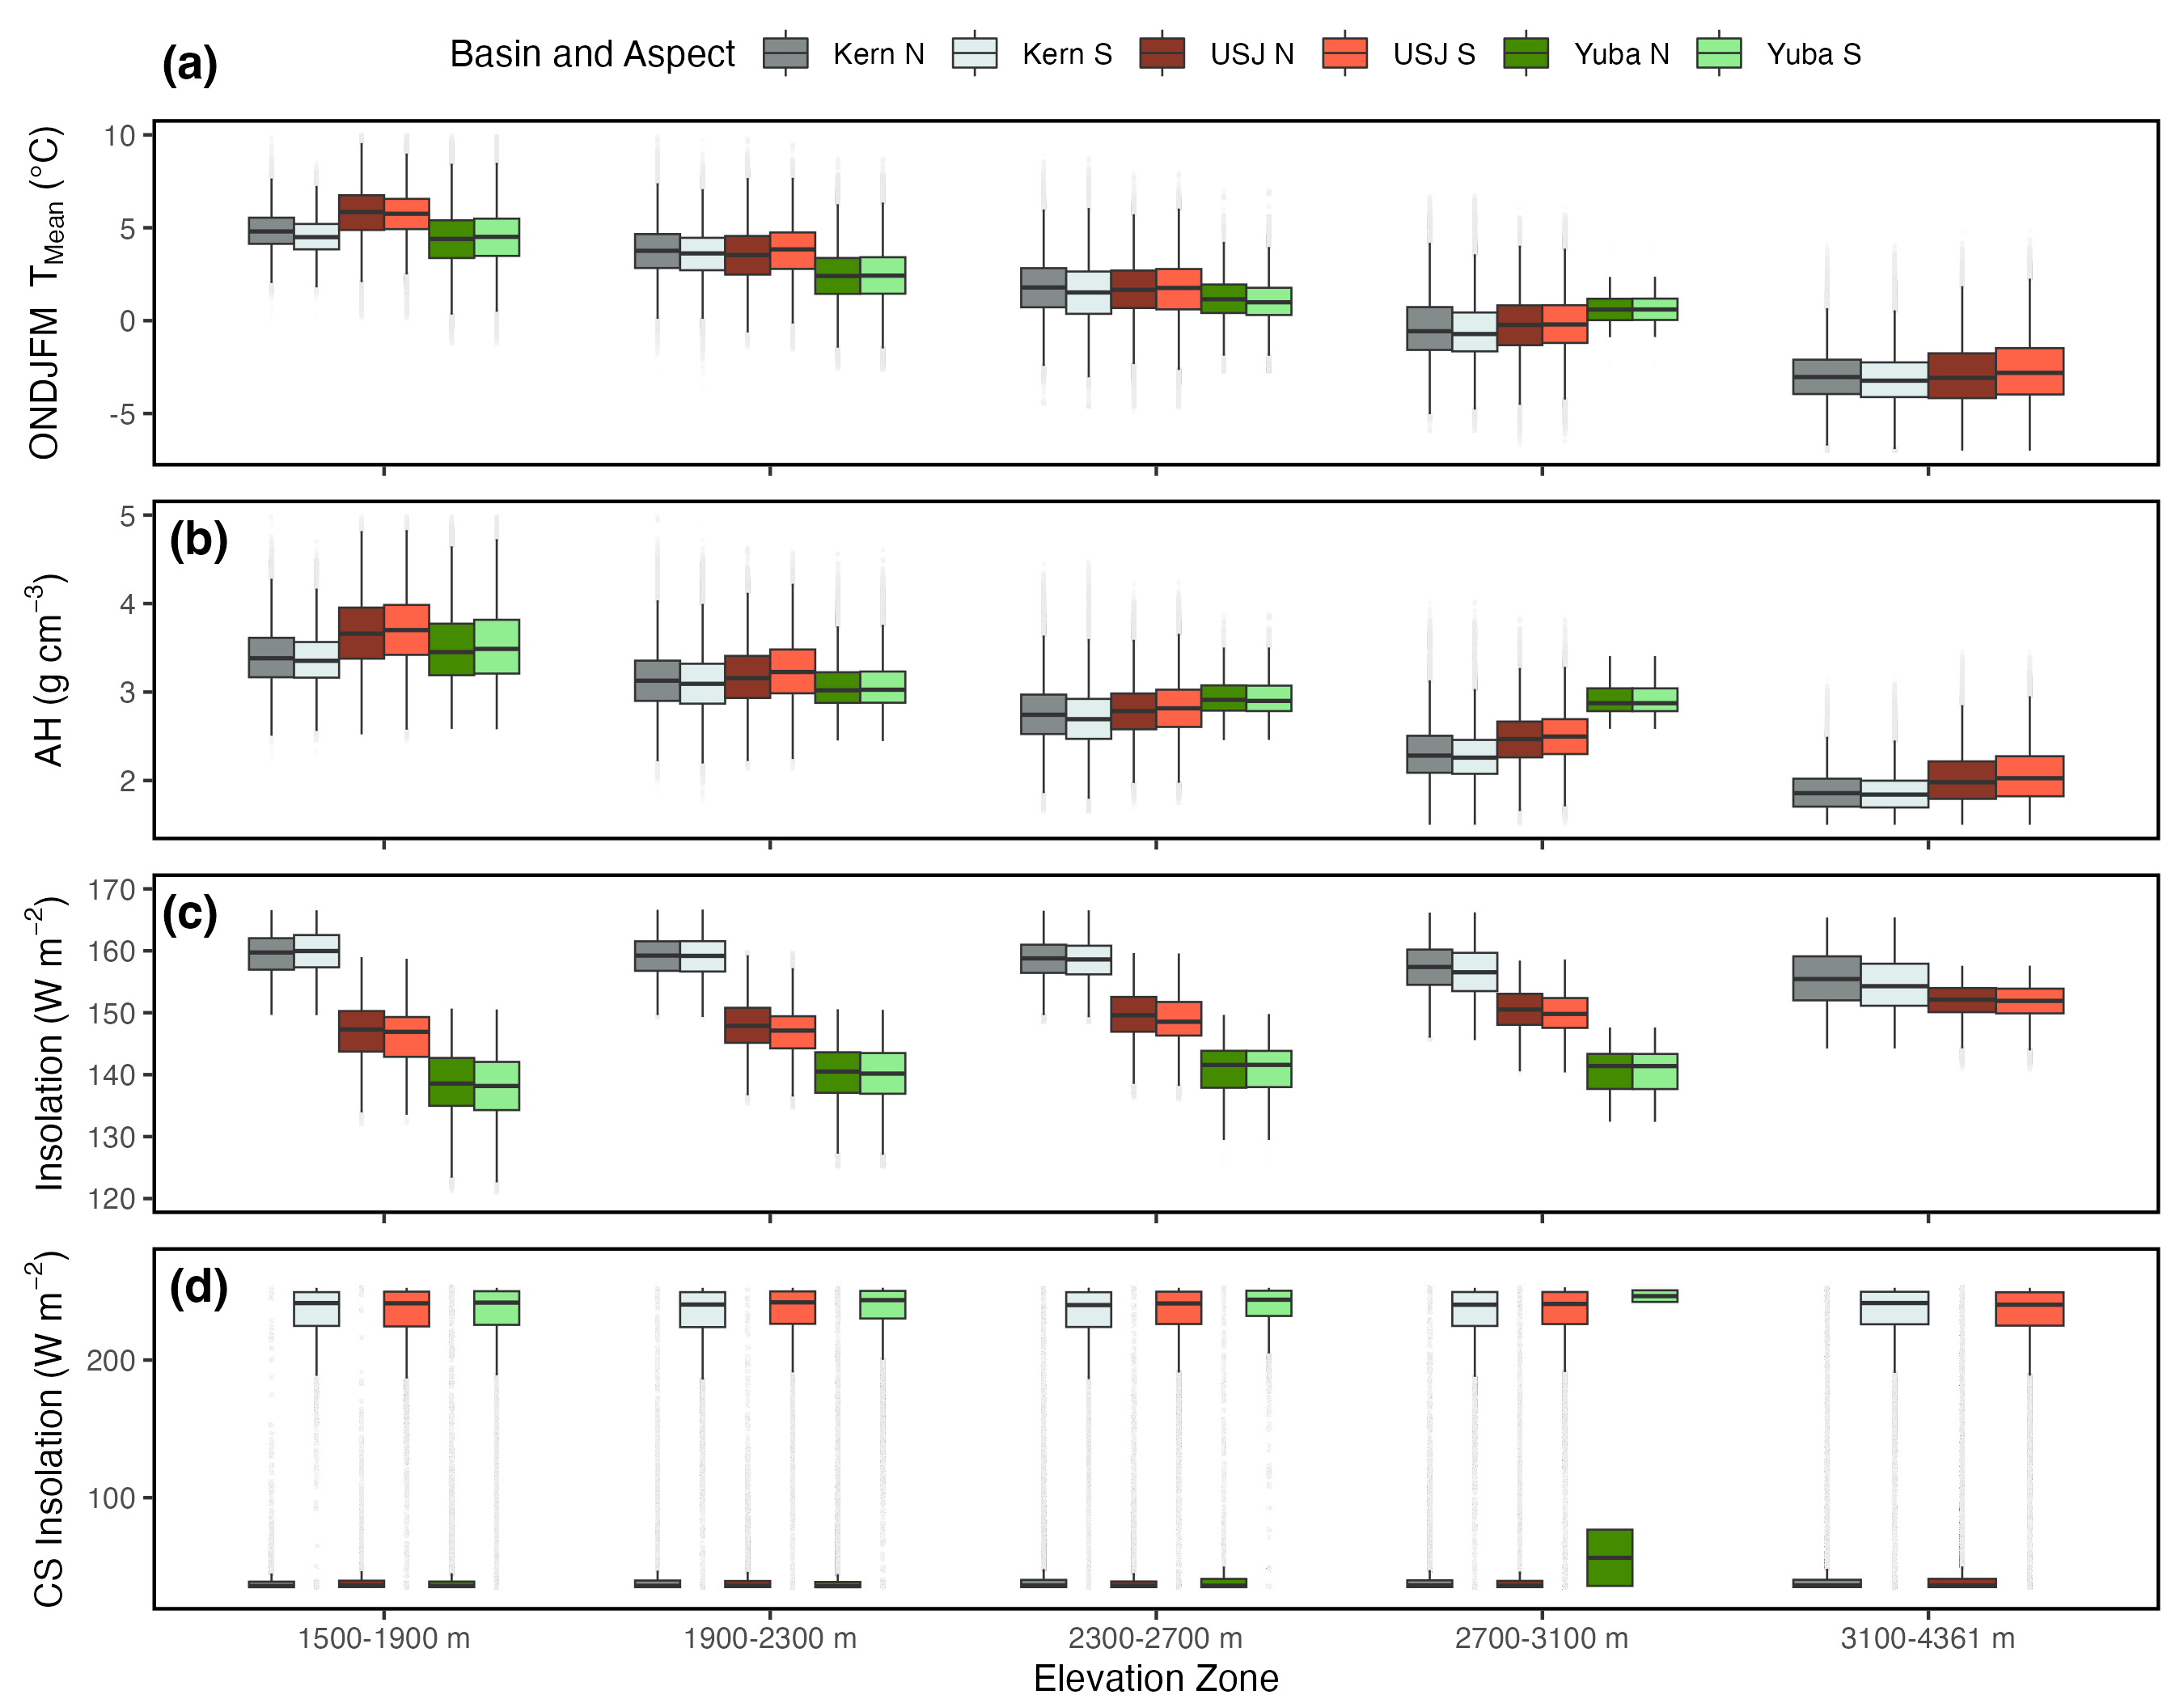 (a) Basin and Aspect Kern N Kern S USJ N USJ S Yuba N Yuba S
ONDJFM T_Mean (°C)
10
5
0
-5
(b)
AH (g cm⁻³)
5
4
3
2
(c)
Insolation (W m⁻²)
170
160
150
140
130
120
(d)
CS Insolation (W m⁻²)
200
100
1500-1900 m 1900-2300 m 2300-2700 m 2700-3100 m 3100-4361 m
Elevation Zone